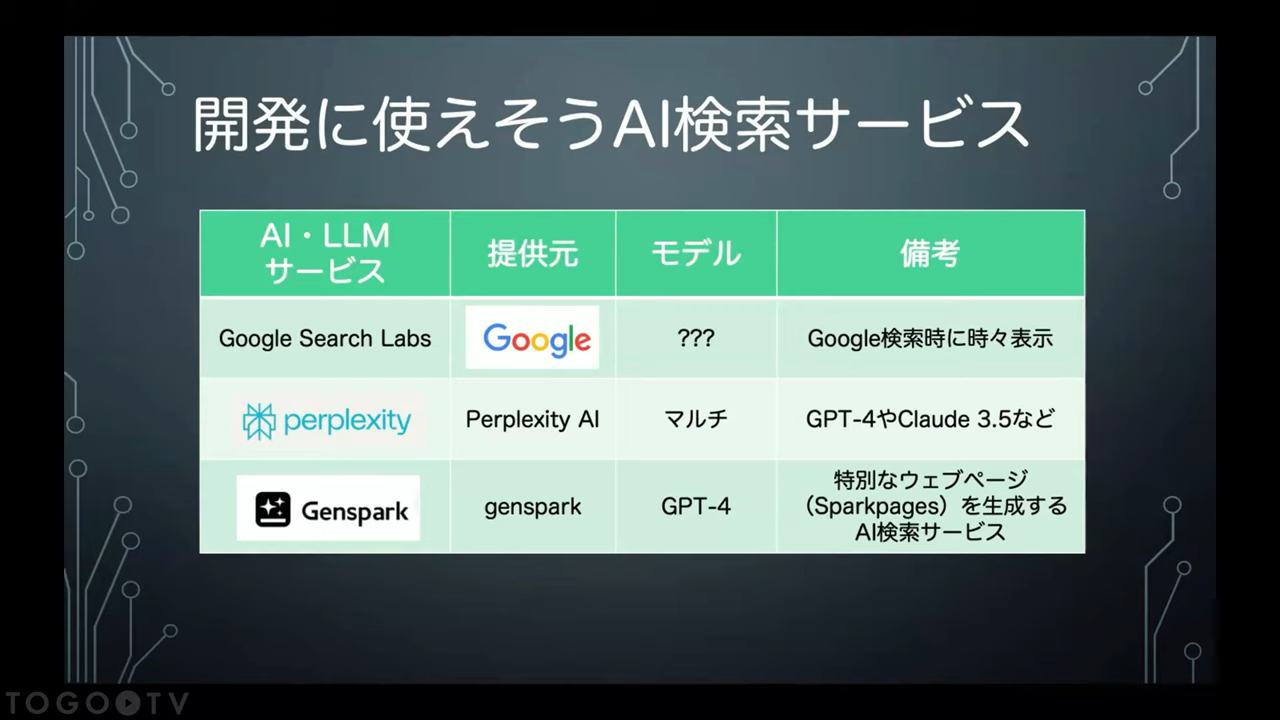 開発に使えそうAI検索サービス
AI・LLM
サービス
提供元
モデル
備考
Google Search Labs
Google
???
Google検索時に時々表示
perplexity
Perplexity AI
マルチ
GPT-4やClaude 3.5など
Genspark
genspark
GPT-4
特別なウェブページ
（Sparkpages）を生成する
AI検索サービス
TOGO TV